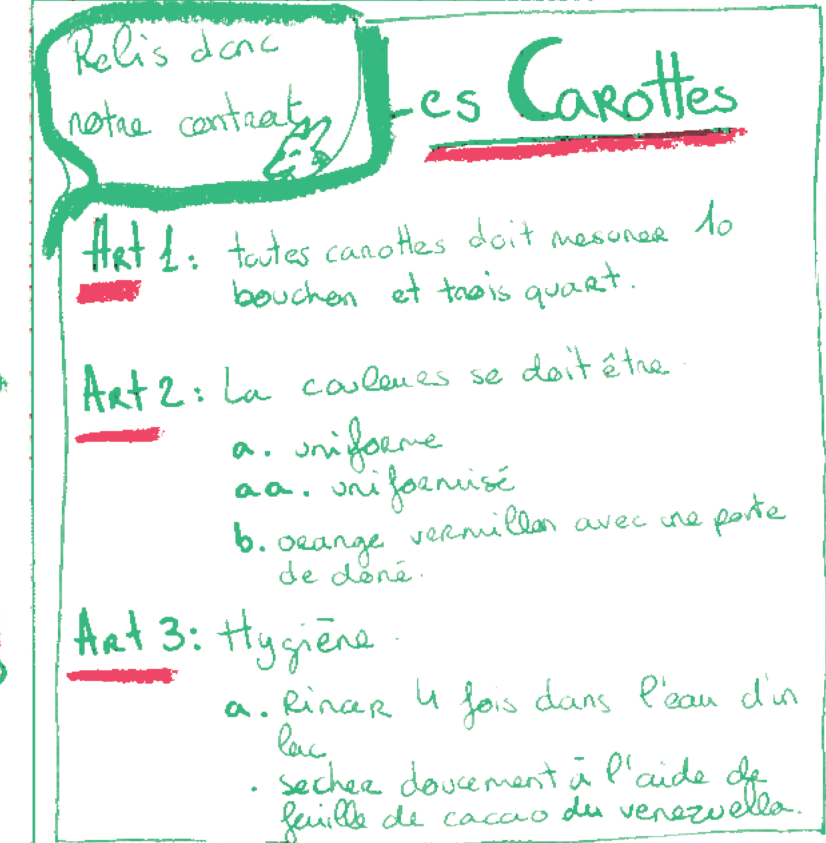 Relis donc
notre contrat
Les Carottes
Art 1: toutes carottes doit mesurer 10
bouchon et trois quart.
Art 2: La couleures se doit être
a. uniforme
aa. uniformisé
b. orange vermillon avec une pointe
de doré.
Art 3: Hygiène.
a. Rincer 4 fois dans l'eau d'un
lac
. secher doucement à l'aide de
feuille de cacao du venezuella.